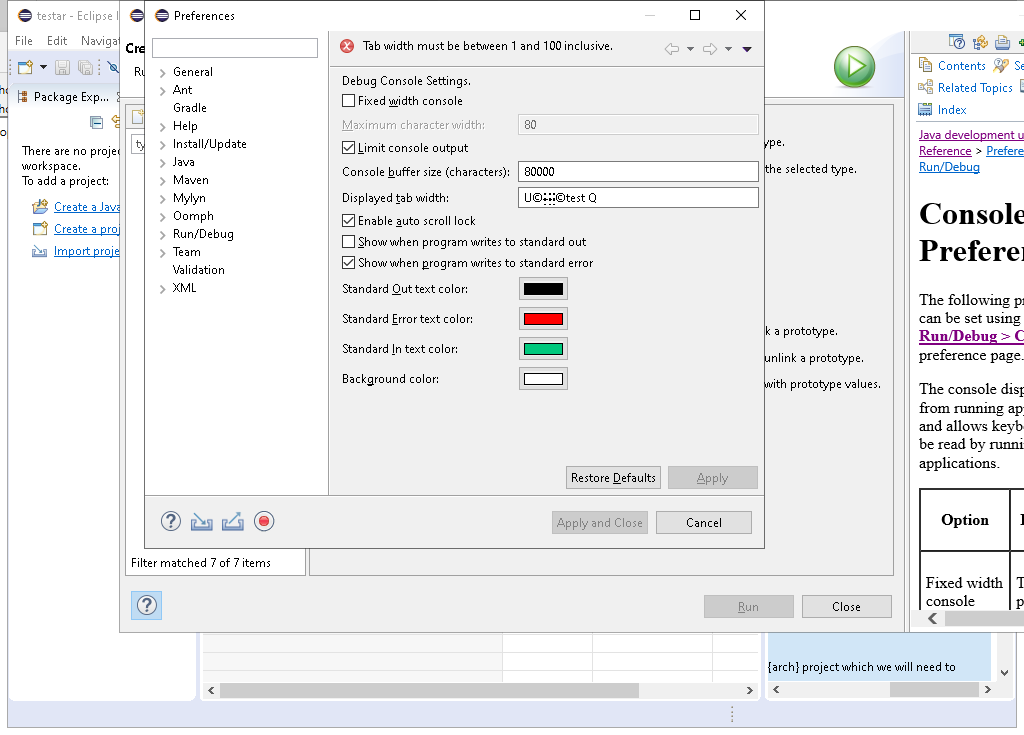 testar - Eclipse I
File Edit Navigat
Package Exp...
There are no projec
workspace.
To add a project:
Create a Java
Create a proj
Import proje
Cre
Ru
ty
Filter matched 7 of 7 items
Preferences
General
Ant
Gradle
Help
Install/Update
Java
Maven
Mylyn
Oomph
Run/Debug
Team
Validation
XML
Tab width must be between 1 and 100 inclusive.
Debug Console Settings.
Fixed width console
Maximum character width: 80
Limit console output
Console buffer size (characters): 80000
Displayed tab width:
Enable auto scroll lock
Show when program writes to standard out
Show when program writes to standard error
Standard Out text color:
Standard Error text color:
Standard In text color:
Background color:
Restore Defaults Apply
Apply and Close Cancel
ype.
the selected type.
k a prototype.
unlink a prototype.
with prototype values.
Run Close
{arch} project which we will need to
Contents Se
Related Topics
Index
Java development u
Reference > Prefere
Run/Debug
Console
Prefere
The following pr
can be set using
Run/Debug > C
preference page.
The console disp
from running app
and allows keybo
be read by runnin
applications.
Option
Fixed width T
console p